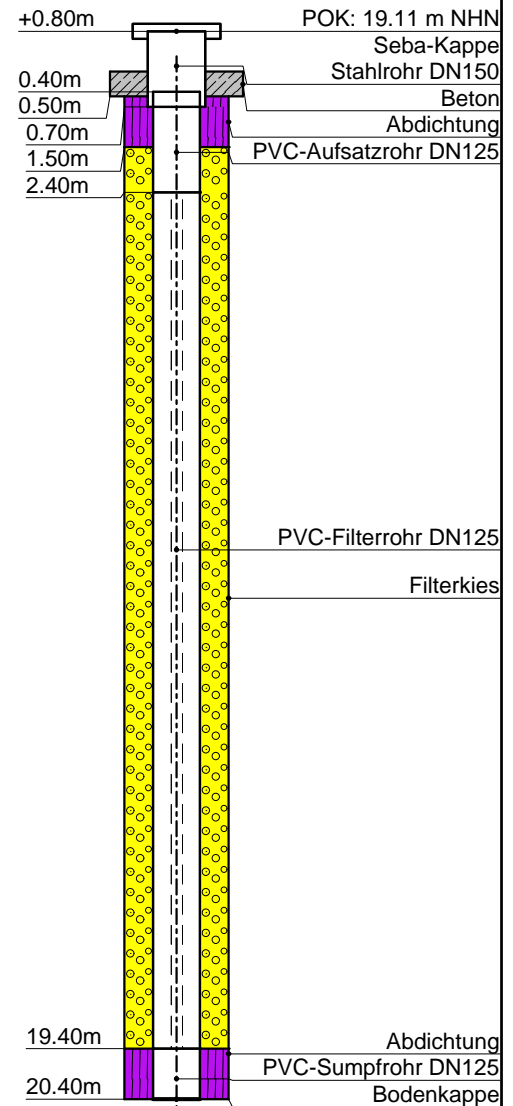 +0.80m
POK: 19.11 m NHN
Seba-Kappe
Stahlrohr DN150
0.40m
Beton
0.50m
Abdichtung
0.70m
PVC-Aufsatzrohr DN125
1.50m
2.40m
PVC-Filterrohr DN125
Filterkies
19.40m
Abdichtung
PVC-Sumpfrohr DN125
20.40m
Bodenkappe